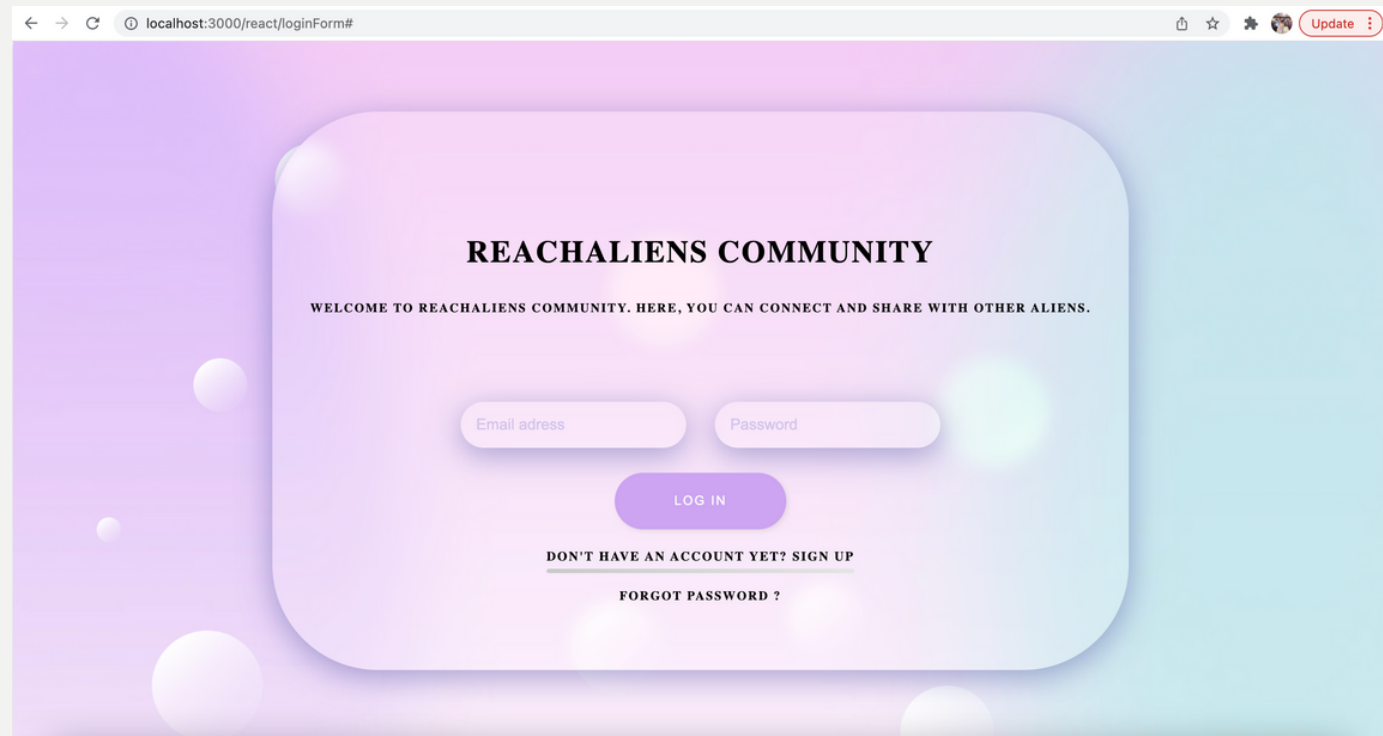 localhost:3000/react/loginForm#
Update
REACHALIENS COMMUNITY
WELCOME TO REACHALIENS COMMUNITY. HERE, YOU CAN CONNECT AND SHARE WITH OTHER ALIENS.
Email adress
Password
LOG IN
DON'T HAVE AN ACCOUNT YET? SIGN UP
FORGOT PASSWORD ?